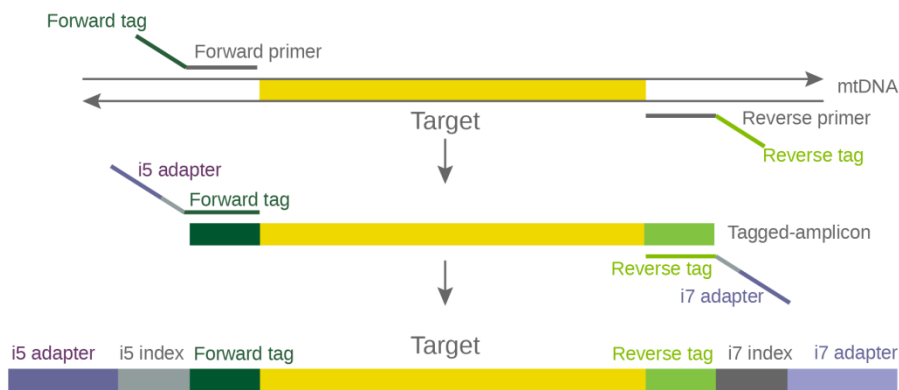 Forward tag
Forward primer
mtDNA
Target
Reverse primer
Reverse tag
i5 adapter
Forward tag
Tagged-amplicon
Reverse tag
i7 adapter
Target
i5 adapter
i5 index
Forward tag
Reverse tag
i7 index
i7 adapter